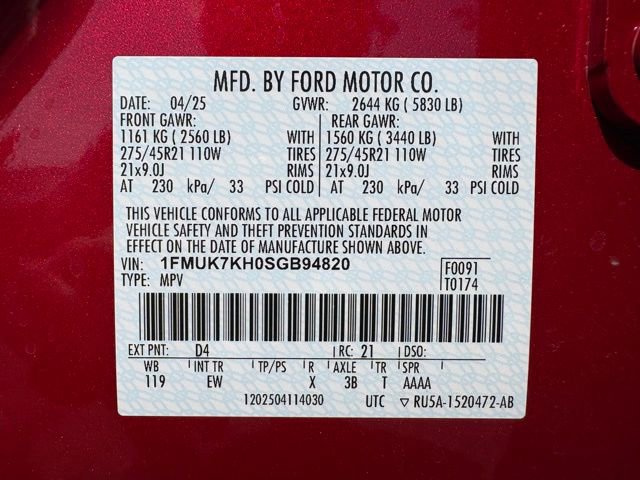 MFD. BY FORD MOTOR CO.
DATE: 04/25 GVWR: 2644 KG ( 5830 LB)
FRONT GAWR: REAR GAWR:
1161 KG ( 2560 LB) WITH 1560 KG ( 3440 LB) WITH
275/45R21 110W TIRES 275/45R21 110W TIRES
21x9.0J RIMS 21x9.0J RIMS
AT 230 kPa/ 33 PSI COLD AT 230 kPa/ 33 PSI COLD
THIS VEHICLE CONFORMS TO ALL APPLICABLE FEDERAL MOTOR
VEHICLE SAFETY AND THEFT PREVENTION STANDARDS IN
EFFECT ON THE DATE OF MANUFACTURE SHOWN ABOVE.
VIN: 1FMUK7KH0SGB94820 F0091
TYPE: MPV T0174
EXT PNT: D4 RC: 21 DSO:
WB INT TR TP/PS R AXLE TR SPR
119 EW X 3B T AAAA
1202504114030 UTC ▽ RU5A-1520472-AB